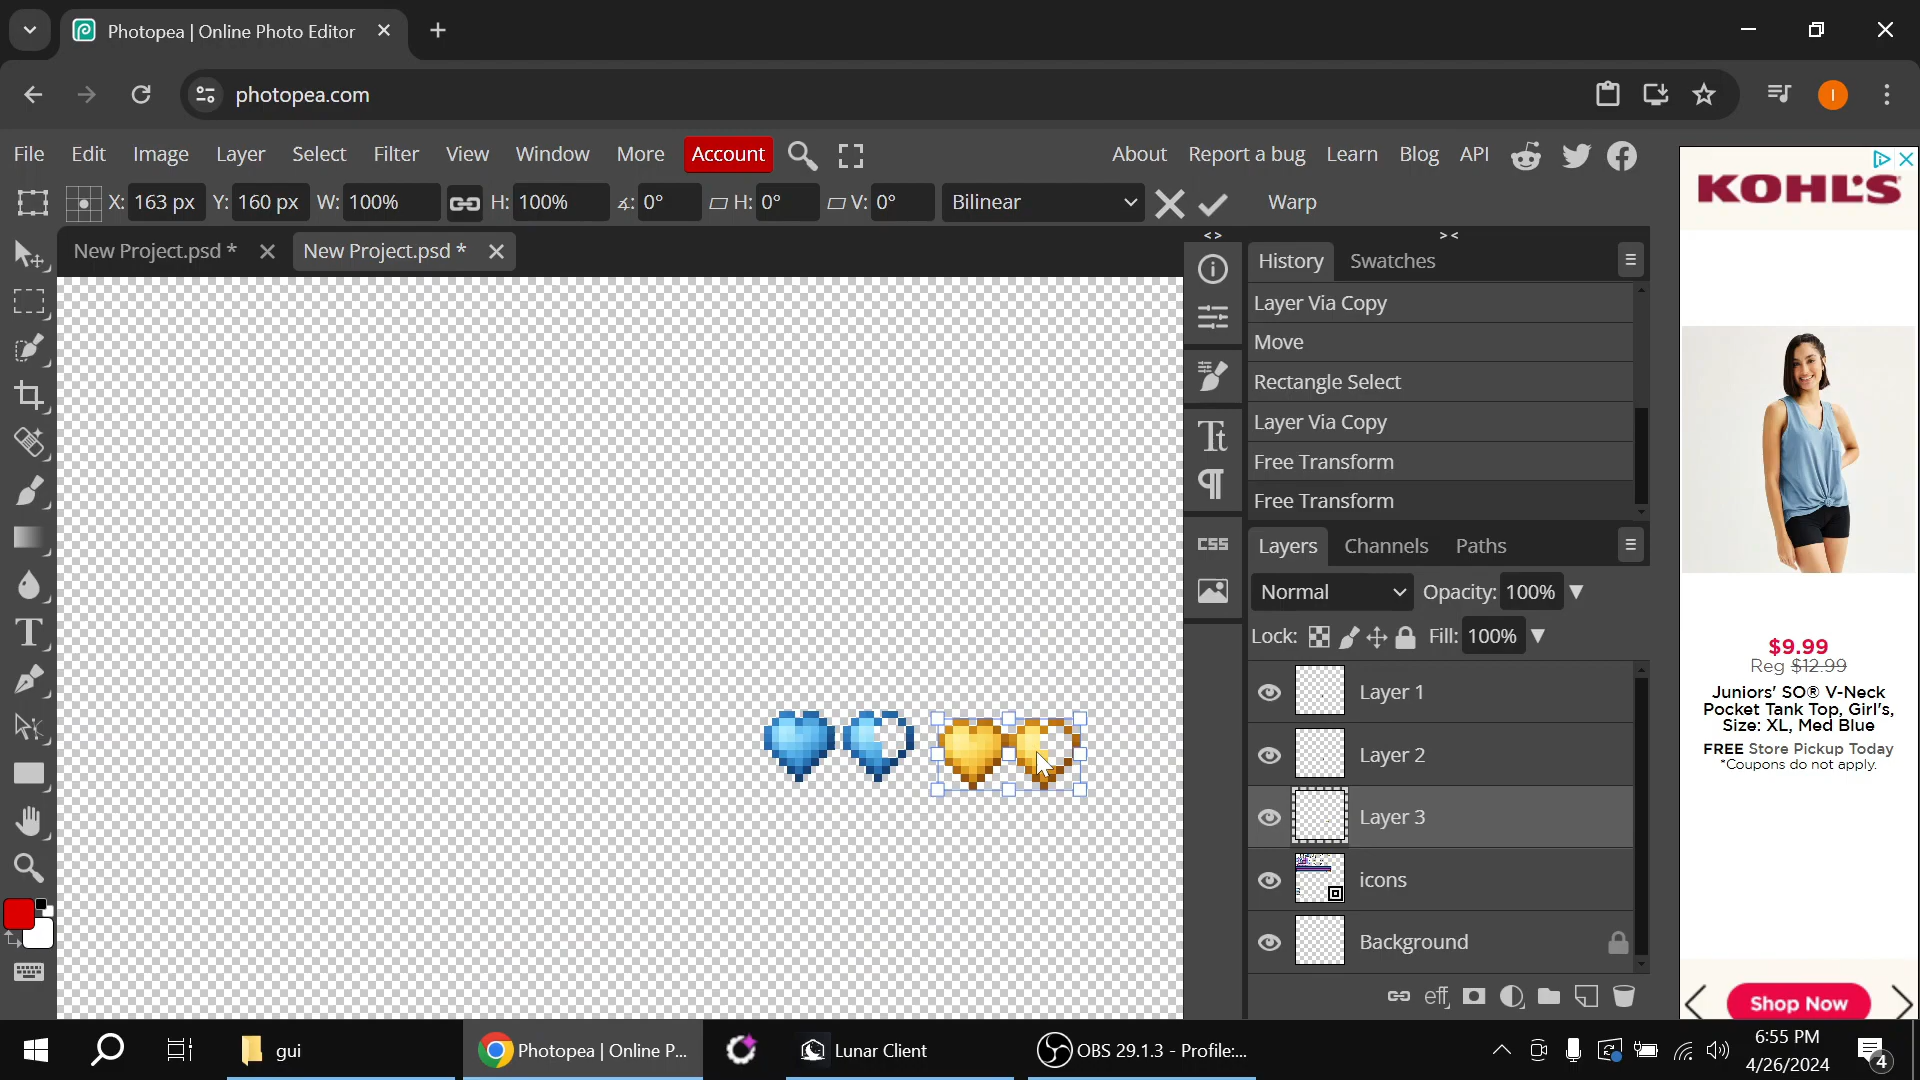 Photopea | Online Photo Editor
photopea.com
I
File Edit Image Layer Select Filter View Window More Account
About Report a bug Learn Blog API
X: 163 px Y: 160 px W: 100% H: 100% ∡: 0° H: 0° V: 0° Bilinear Warp
New Project.psd * New Project.psd *
< > > <
History Swatches
Layer Via Copy
Move
Rectangle Select
Layer Via Copy
Free Transform
Free Transform
CSS
Layers Channels Paths
Normal Opacity: 100%
Lock: Fill: 100%
Layer 1
Layer 2
Layer 3
icons
Background
eff
KOHL'S
$9.99
Reg $12.99
Juniors' SO® V-Neck
Pocket Tank Top, Girl's,
Size: XL, Med Blue
FREE Store Pickup Today
*Coupons do not apply.
Shop Now
gui
Photopea | Online P...
Lunar Client
OBS 29.1.3 - Profile:...
6:55 PM
4/26/2024
4